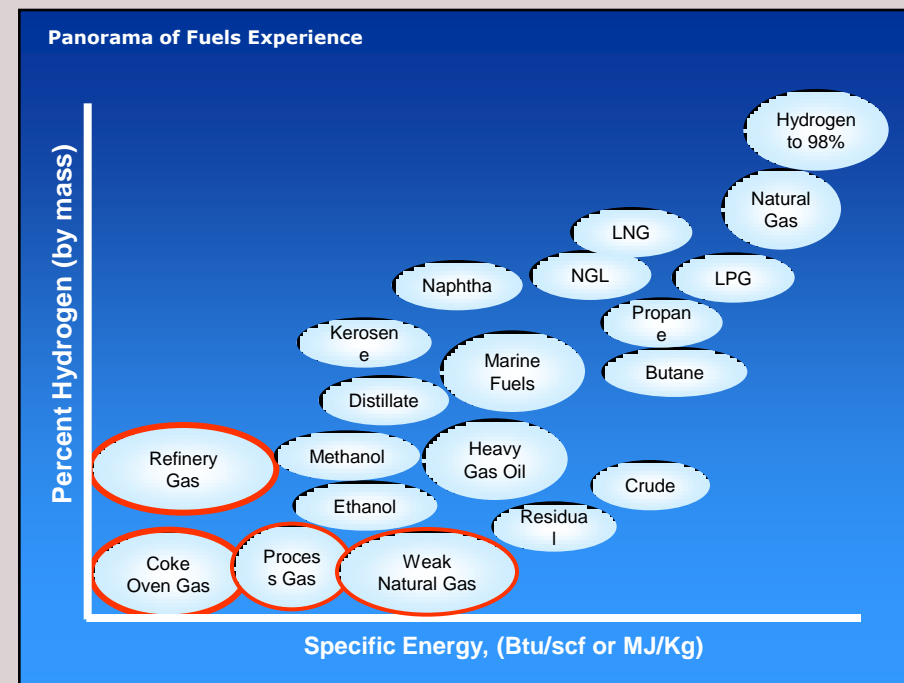 Panorama of Fuels Experience
Percent Hydrogen (by mass)
Hydrogen
to 98%
Natural
Gas
LNG
NGL
LPG
Naphtha
Propan
e
Kerosen
e
Marine
Fuels
Butane
Distillate
Refinery
Gas
Methanol
Heavy
Gas Oil
Crude
Ethanol
Residua
l
Coke
Oven Gas
Proces
s Gas
Weak
Natural Gas
Specific Energy, (Btu/scf or MJ/Kg)